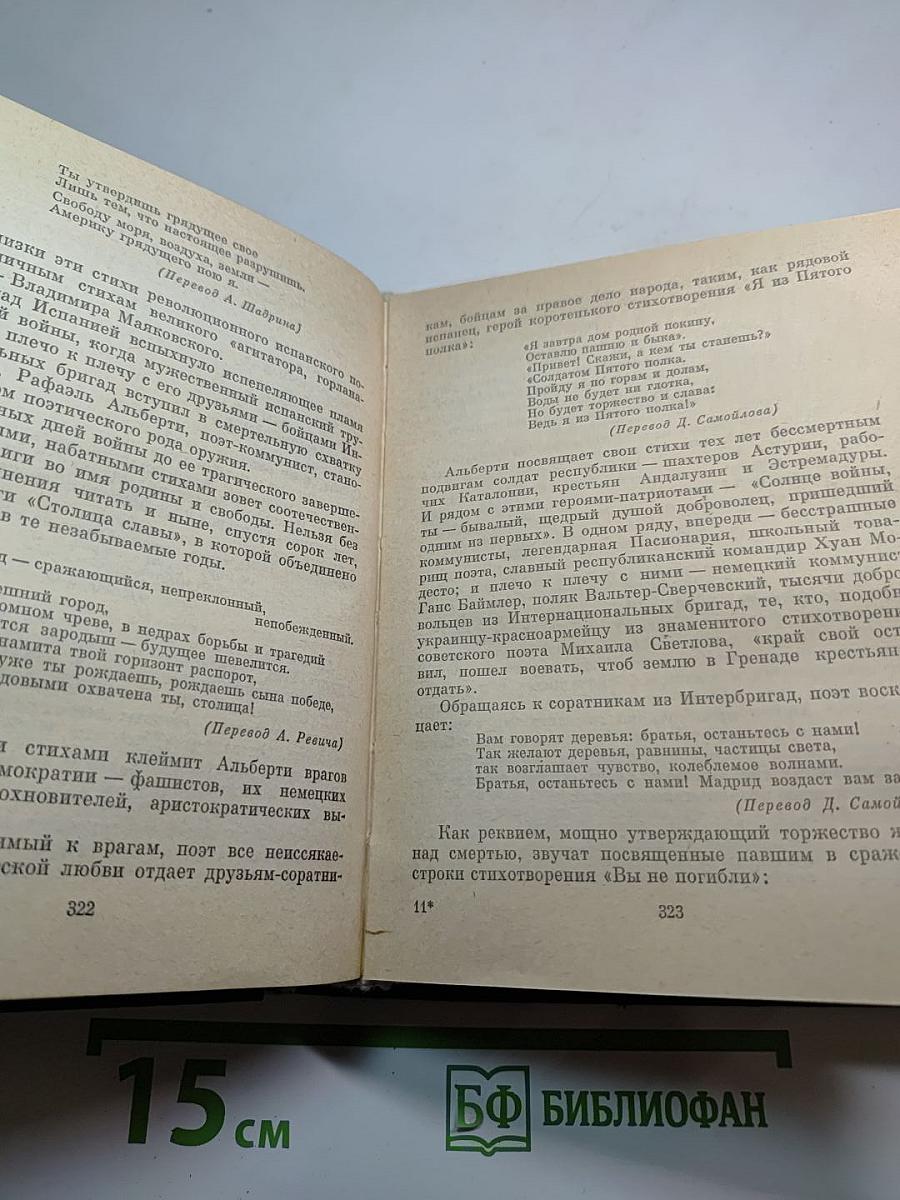 Ты утвердишь грядущее свое
Лишь тем, что настоящее разрушишь.
Свободу моря, воздуха, земли —
Америку грядущего пою я.
(Перевод А. Шадрина)
лизки эти стихи революционного испанского по-
ничным стихам великого «агитатора, горлана-
— Владимира Маяковского.
над Испанией вспыхнуло испепеляющее пламя
й войны, когда мужественный испанский тру-
плечо к плечу с его друзьями — бойцами Ин-
льных бригад вступил в смертельную схватку
, Рафаэль Альберти, поэт-коммунист, стано-
ом поэтического рода оружия.
ных дней войны до ее трагического заверше-
ыми, набатными стихами зовет соотечествен-
иги во имя родины и свободы. Нельзя без
нения читать и ныне, спустя сорок лет,
ги «Столица славы», в которой объединено
в те незабываемые годы.
д — сражающийся, непреклонный,
непобежденный.
ешний город,
омном чреве, в недрах борьбы и трагедий
тся зародыш — будущее шевелится.
намита твой горизонт распорот,
уже ты рождаешь, рождаешь сына победе,
довыми охвачена ты, столица!
(Перевод А. Ревича)
и стихами клеймит Альберти врагов
мократии — фашистов, их немецких
охновителей, аристократических вы-
имый к врагам, поэт все неиссякае-
ской любви отдает друзьям-соратни-
322
кам, бойцам за правое дело народа, таким, как рядовой
испанец, герой коротенького стихотворения «Я из Пятого
полка»:
«Я завтра дом родной покину,
Оставлю пашню и быка».
«Привет! Скажи, а кем ты станешь?»
«Солдатом Пятого полка.
Пройду я по горам и долам,
Воды не будет ни глотка,
Но будет торжество и слава:
Ведь я из Пятого полка!»
(Перевод Д. Самойлова)
Альберти посвящает свои стихи тех лет бессмертным
подвигам солдат республики — шахтеров Астурии, рабо-
чих Каталонии, крестьян Андалузии и Эстремадуры.
И рядом с этими героями-патриотами — «Солнце войны,
ты — бывалый, щедрый душой доброволец, пришедший
одним из первых». В одном ряду, впереди — бесстрашные
коммунисты, легендарная Пасионария, школьный това-
рищ поэта, славный республиканский командир Хуан Мо-
десто; и плечо к плечу с ними — немецкий коммунист
Ганс Баймлер, поляк Вальтер-Сверчевский, тысячи добро
вольцев из Интернациональных бригад, те, кто, подобн
украинцу-красноармейцу из знаменитого стихотворени
советского поэта Михаила Светлова, «край свой ост
вил, пошел воевать, чтоб землю в Гренаде крестьян
отдать».
Обращаясь к соратникам из Интербригад, поэт воск
цает:
Вам говорят деревья: братья, останьтесь с нами!
Так желают деревья, равнины, частицы света,
так возглашает чувство, колеблемое волнами.
Братья, останьтесь с нами! Мадрид воздаст вам за
(Перевод Д. Самой
Как реквием, мощно утверждающий торжество ж
над смертью, звучат посвященные павшим в сраж
строки стихотворения «Вы не погибли»:
11*
323
15 см
БФ БИБЛИОФАН